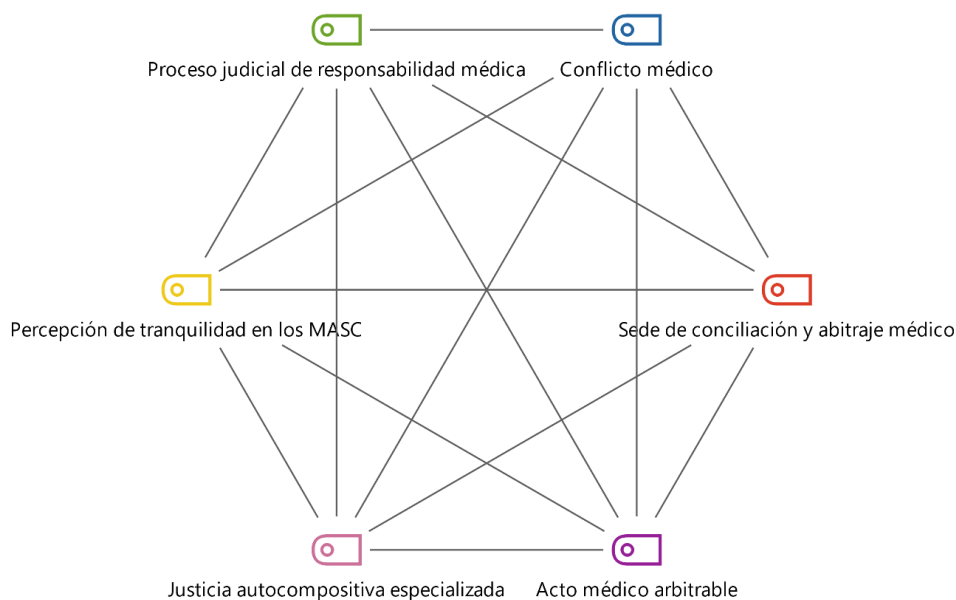 Proceso judicial de responsabilidad médica
Conflicto médico
Percepción de tranquilidad en los MASC
Sede de conciliación y abitraje médico
Justicia autocompositiva especializada
Acto médico arbitrable